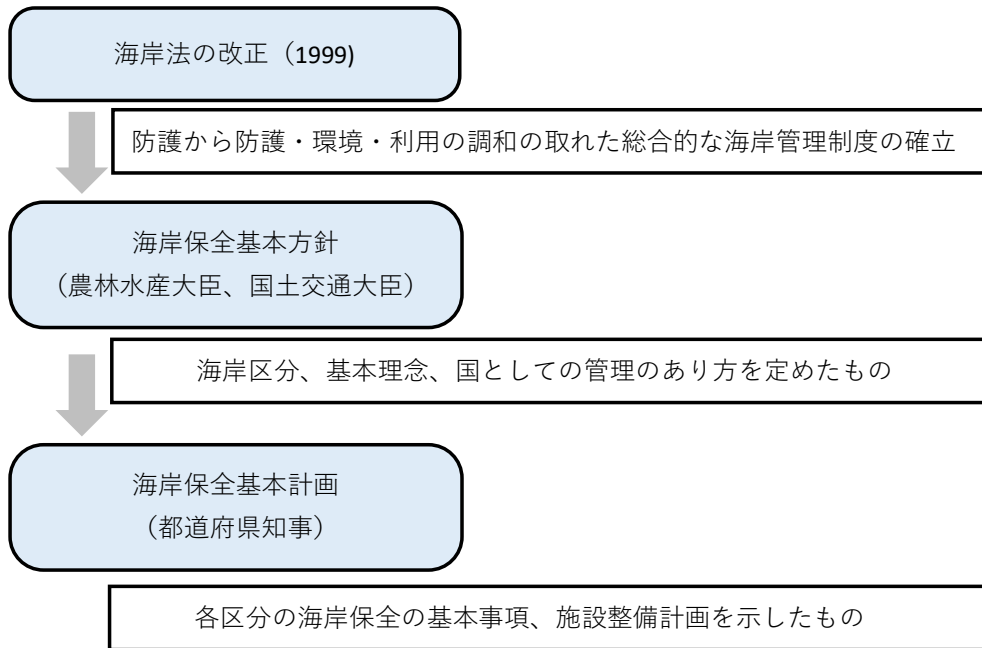 海岸法の改正（1999)
防護から防護・環境・利用の調和の取れた総合的な海岸管理制度の確立
海岸保全基本方針
（農林水産大臣、国土交通大臣）
海岸区分、基本理念、国としての管理のあり方を定めたもの
海岸保全基本計画
（都道府県知事）
各区分の海岸保全の基本事項、施設整備計画を示したもの